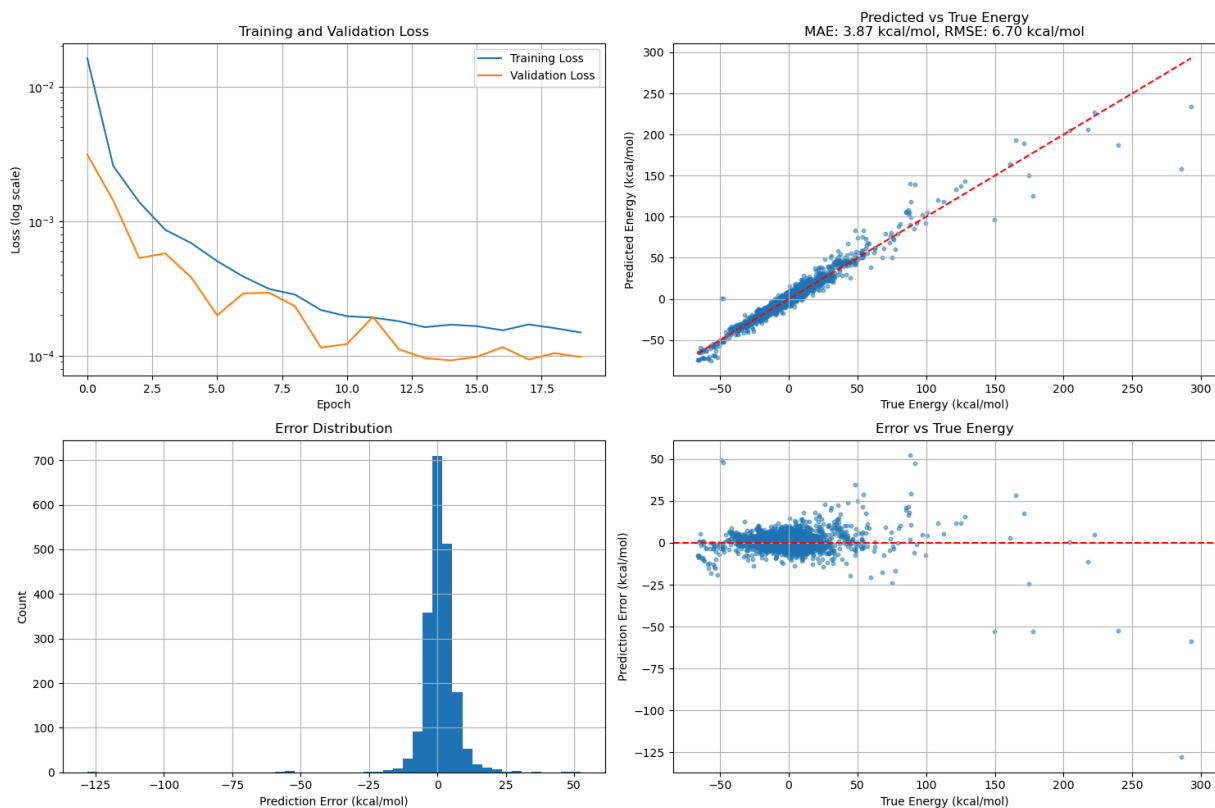 Training and Validation Loss
Training Loss
Validation Loss
Loss (log scale)
10⁻²
10⁻³
10⁻⁴
0.0 2.5 5.0 7.5 10.0 12.5 15.0 17.5
Epoch
Predicted vs True Energy
MAE: 3.87 kcal/mol, RMSE: 6.70 kcal/mol
Predicted Energy (kcal/mol)
300
250
200
150
100
50
0
−50
−50 0 50 100 150 200 250 300
True Energy (kcal/mol)
Error Distribution
Count
700
600
500
400
300
200
100
0
−125 −100 −75 −50 −25 0 25 50
Prediction Error (kcal/mol)
Error vs True Energy
Prediction Error (kcal/mol)
50
25
0
−25
−50
−75
−100
−125
−50 0 50 100 150 200 250 300
True Energy (kcal/mol)